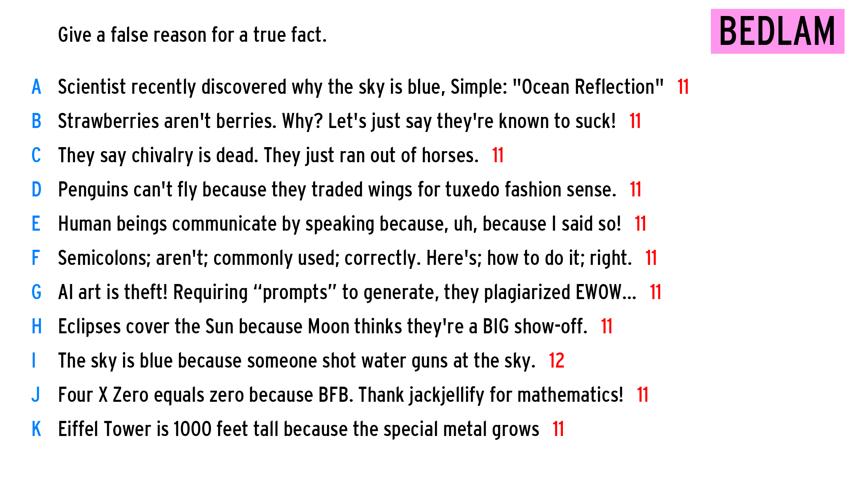 Give a false reason for a true fact.
BEDLAM
A Scientist recently discovered why the sky is blue, Simple: "Ocean Reflection" 11
B Strawberries aren't berries. Why? Let's just say they're known to suck! 11
C They say chivalry is dead. They just ran out of horses. 11
D Penguins can't fly because they traded wings for tuxedo fashion sense. 11
E Human beings communicate by speaking because, uh, because I said so! 11
F Semicolons; aren't; commonly used; correctly. Here's; how to do it; right. 11
G AI art is theft! Requiring “prompts” to generate, they plagiarized EWOW... 11
H Eclipses cover the Sun because Moon thinks they're a BIG show-off. 11
I The sky is blue because someone shot water guns at the sky. 12
J Four X Zero equals zero because BFB. Thank jackjellify for mathematics! 11
K Eiffel Tower is 1000 feet tall because the special metal grows 11